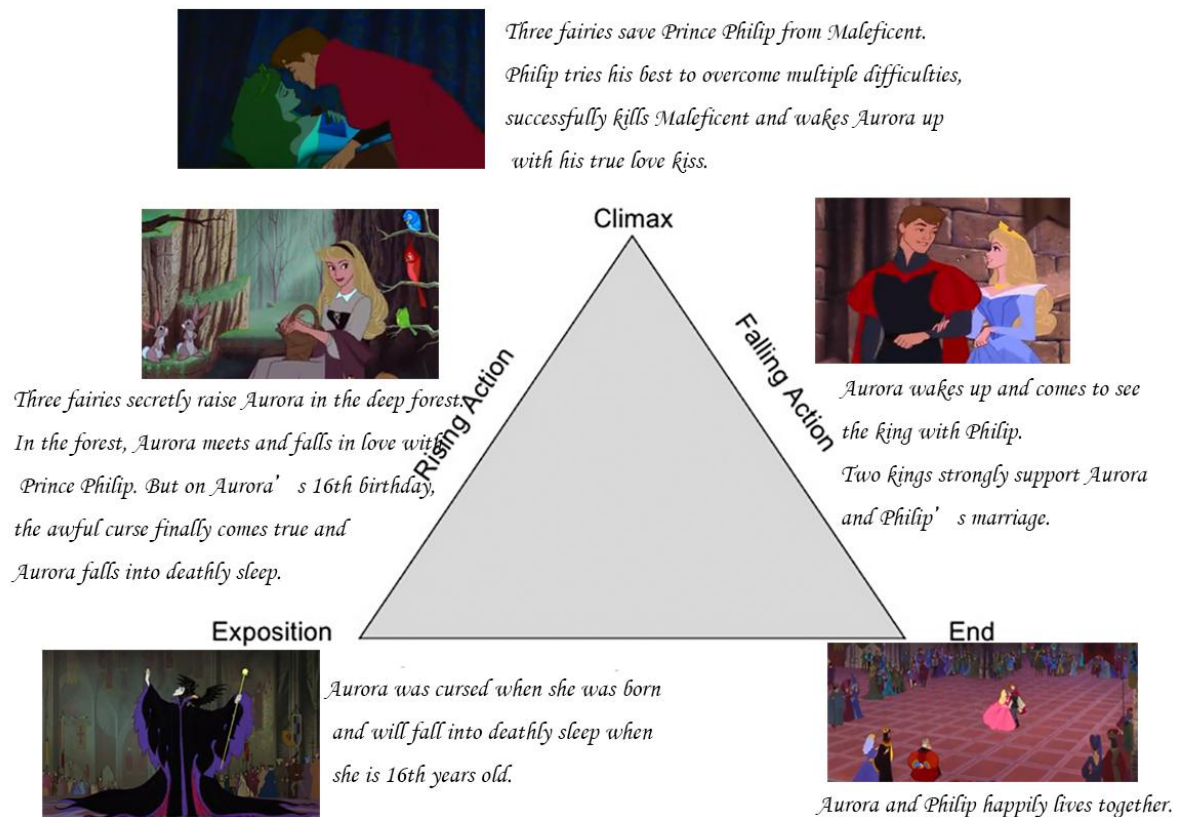 Three fairies save Prince Philip from Maleficent.
Philip tries his best to overcome multiple difficulties,
successfully kills Maleficent and wakes Aurora up
with his true love kiss.
Climax
Rising Action
Falling Action
Three fairies secretly raise Aurora in the deep forest.
In the forest, Aurora meets and falls in love with
Prince Philip. But on Aurora's 16th birthday,
the awful curse finally comes true and
Aurora falls into deathly sleep.
Aurora wakes up and comes to see
the king with Philip.
Two kings strongly support Aurora
and Philip's marriage.
Exposition
End
Aurora was cursed when she was born
and will fall into deathly sleep when
she is 16th years old.
Aurora and Philip happily lives together.